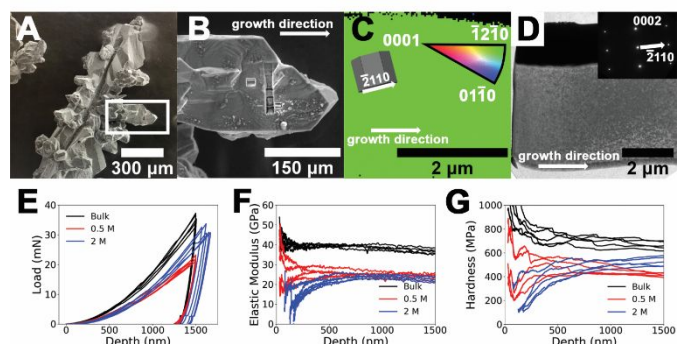 A
300 μm
B
growth direction
150 μm
C
0001
1̅21̅0
011̅0
2̅110
growth direction
2 μm
D
0002
2̅110
growth direction
2 μm
E
Load (mN)
40
30
20
10
0
Bulk
0.5 M
2 M
0
500
1000
1500
Depth (nm)
F
Elastic Modulus (GPa)
60
50
40
30
20
10
0
Bulk
0.5 M
2 M
0
500
1000
1500
Depth (nm)
G
Hardness (MPa)
1000
800
600
400
200
0
Bulk
0.5 M
2 M
0
500
1000
1500
Depth (nm)